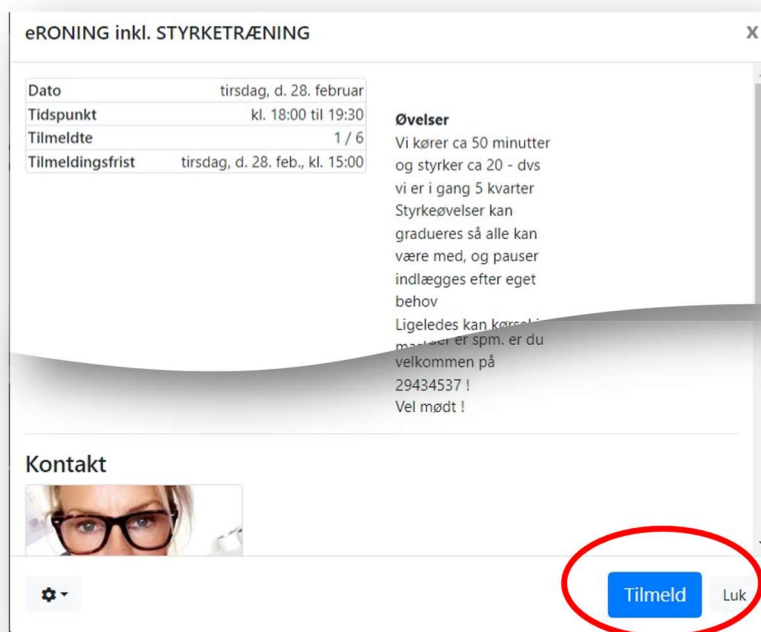 eRONING inkl. STYRKETRÆNING
X
Dato tirsdag, d. 28. februar
Tidspunkt kl. 18:00 til 19:30
Tilmeldte 1 / 6
Tilmeldingsfrist tirsdag, d. 28. feb., kl. 15:00
Øvelser
Vi kører ca 50 minutter
og styrker ca 20 - dvs
vi er i gang 5 kvarter
Styrkeøvelser kan
gradueres så alle kan
være med, og pauser
indlægges efter eget
behov
Ligeledes kan
er spm. er du
velkommen på
29434537 !
Vel mødt !
Kontakt
Tilmeld
Luk